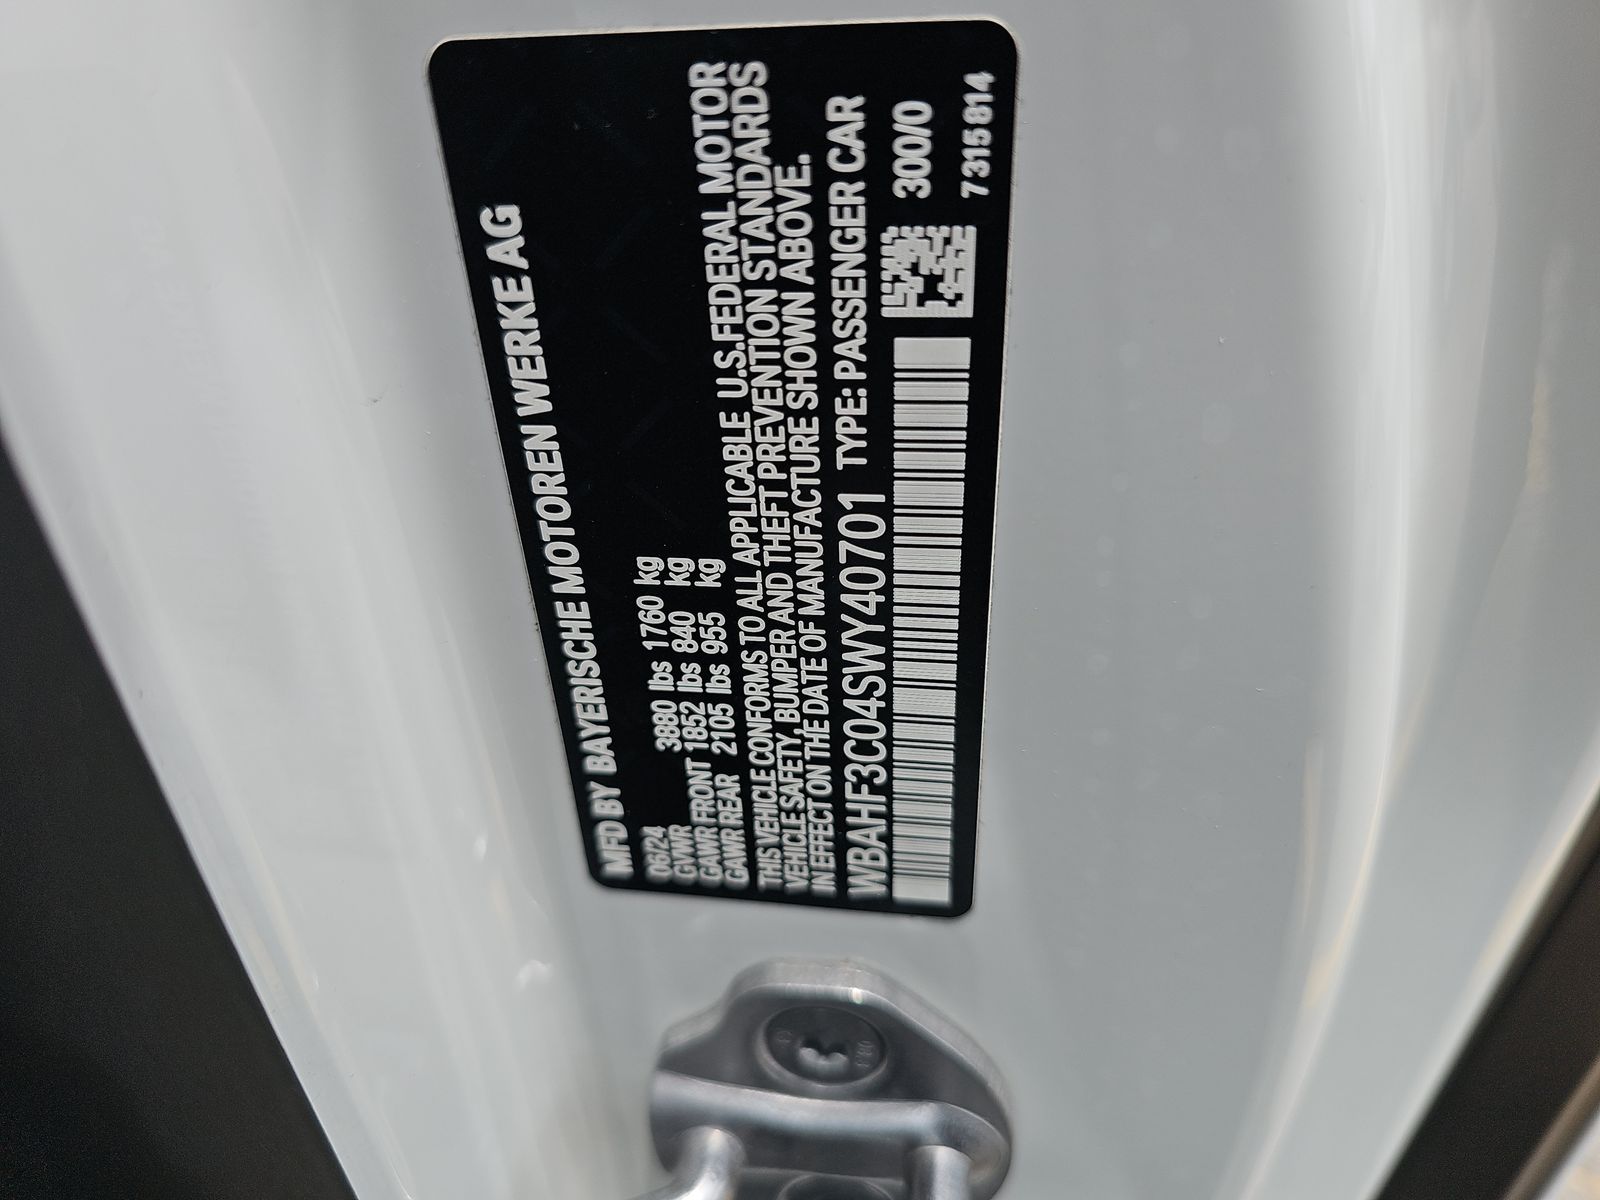 MFD BY BAYERISCHE MOTOREN WERKE AG
06/24
GVWR 3880 lbs 1760 kg
GAWR FRONT 1852 lbs 840 kg
GAWR REAR 2105 lbs 955 kg
THIS VEHICLE CONFORMS TO ALL APPLICABLE U.S.FEDERAL MOTOR
VEHICLE SAFETY, BUMPER AND THEFT PREVENTION STANDARDS
IN EFFECT ON THE DATE OF MANUFACTURE SHOWN ABOVE.
WBAHF3C04SWY40701 TYPE: PASSENGER CAR
300/0
7 315 814